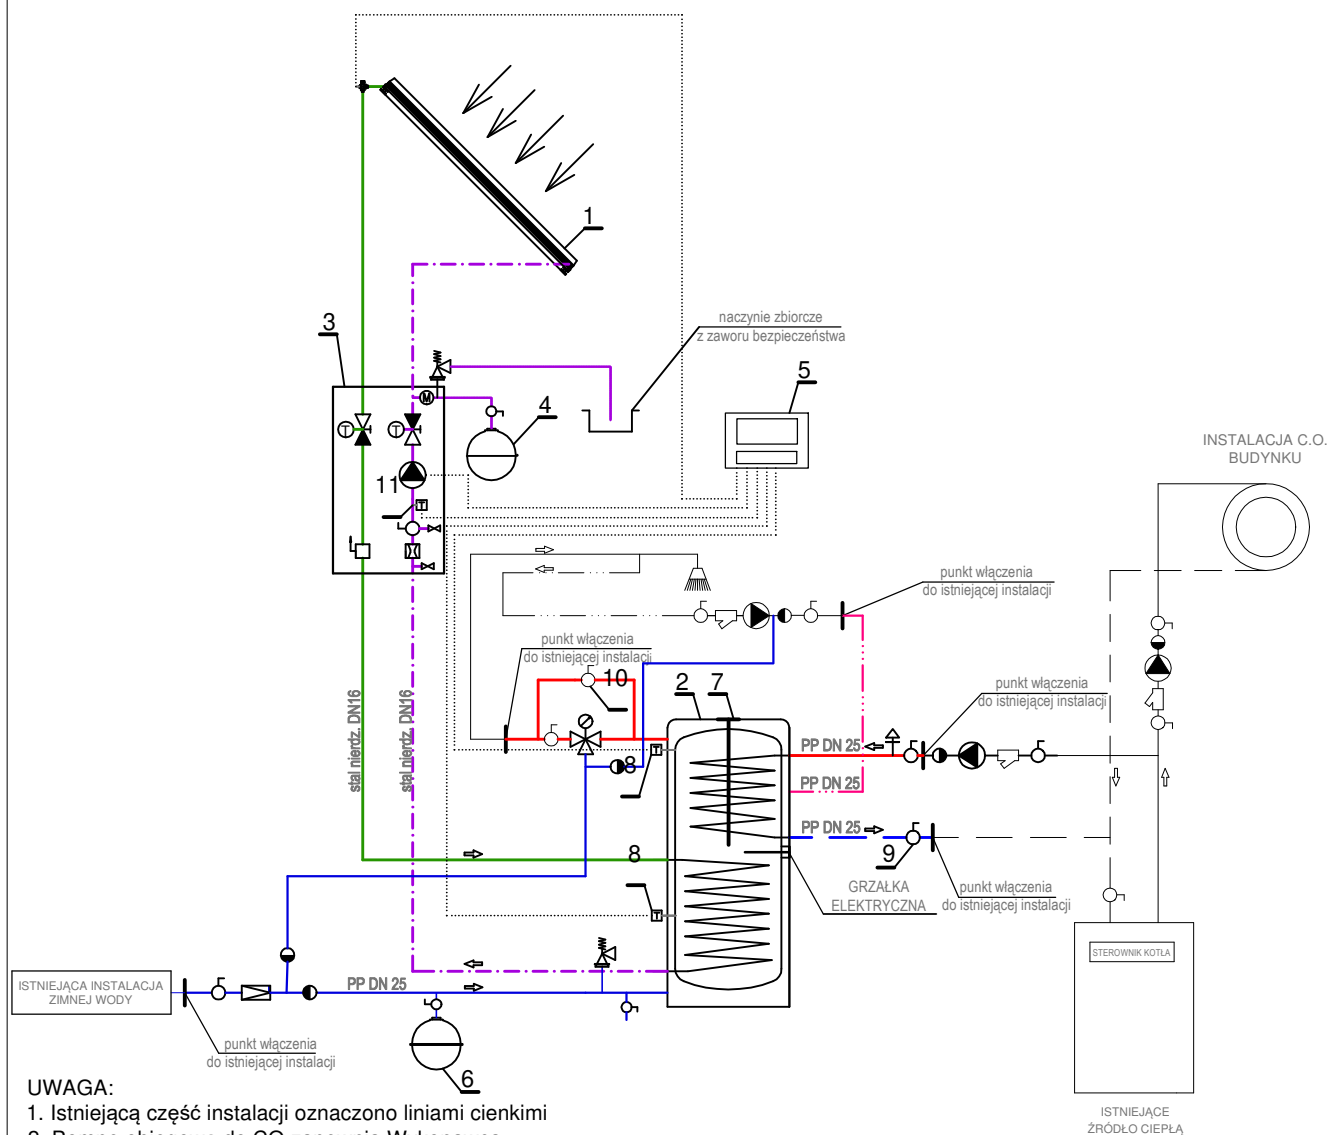 1
naczynie zbiorcze
z zaworu bezpieczeństwa
3
5
4
M
T
T
INSTALACJA C.O.
BUDYNKU
11
T
punkt włączenia
do istniejącej instalacji
punkt włączenia
do istniejącej instalacji
10
2
7
punkt włączenia
do istniejącej instalacji
stal nierdz. DN16
stal nierdz. DN16
PP DN 25
T
8
PP DN 25
PP DN 25
8
9
GRZAŁKA
ELEKTRYCZNA
punkt włączenia
do istniejącej instalacji
T
STEROWNIK KOTŁA
ISTNIEJĄCA INSTALACJA
ZIMNEJ WODY
PP DN 25
punkt włączenia
do istniejącej instalacji
6
UWAGA:
1. Istniejącą część instalacji oznaczono liniami cienkimi
ISTNIEJĄCE
ŹRÓDŁO CIEPŁĄ